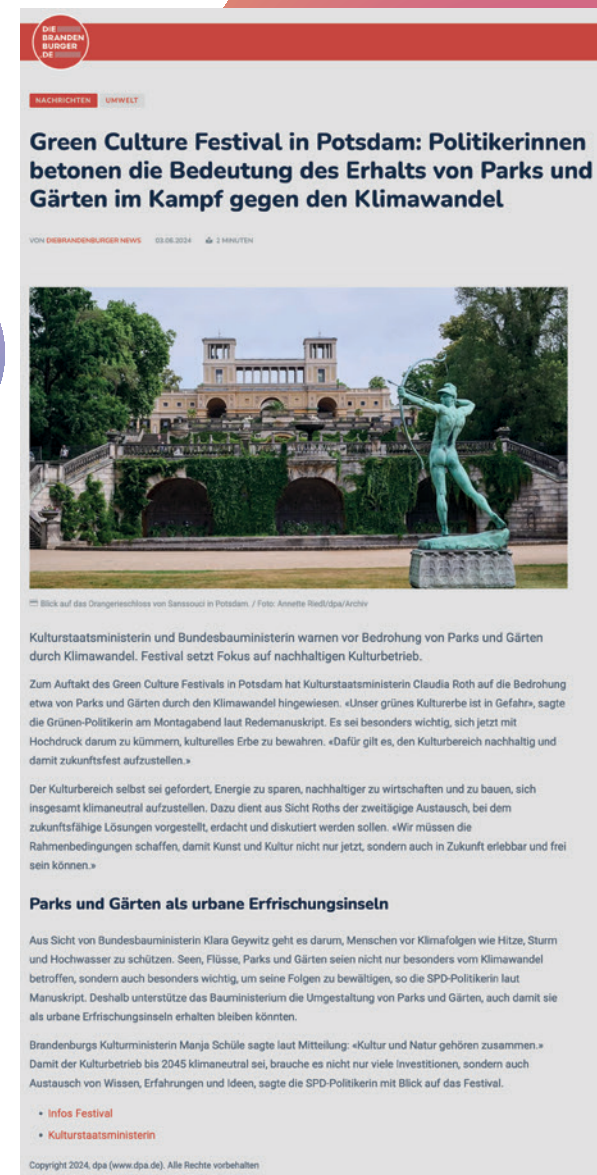 DIE
BRANDEN
BURGER
.DE
NACHRICHTEN UMWELT
Green Culture Festival in Potsdam: Politikerinnen
betonen die Bedeutung des Erhalts von Parks und
Gärten im Kampf gegen den Klimawandel
VON DIEBRANDENBURGER NEWS 03.06.2024 2 MINUTEN
Blick auf das Orangerieschloss von Sanssouci in Potsdam. / Foto: Annette Riedl/dpa/Archiv
Kulturstaatsministerin und Bundesbauministerin warnen vor Bedrohung von Parks und Gärten
durch Klimawandel. Festival setzt Fokus auf nachhaltigen Kulturbetrieb.
Zum Auftakt des Green Culture Festivals in Potsdam hat Kulturstaatsministerin Claudia Roth auf die Bedrohung
etwa von Parks und Gärten durch den Klimawandel hingewiesen. «Unser grünes Kulturerbe ist in Gefahr», sagte
die Grünen-Politikerin am Montagabend laut Redemanuskript. Es sei besonders wichtig, sich jetzt mit
Hochdruck darum zu kümmern, kulturelles Erbe zu bewahren. «Dafür gilt es, den Kulturbereich nachhaltig und
damit zukunftsfest aufzustellen.»
Der Kulturbereich selbst sei gefordert, Energie zu sparen, nachhaltiger zu wirtschaften und zu bauen, sich
insgesamt klimaneutral aufzustellen. Dazu dient aus Sicht Roths der zweitägige Austausch, bei dem
zukunftsfähige Lösungen vorgestellt, erdacht und diskutiert werden sollen. «Wir müssen die
Rahmenbedingungen schaffen, damit Kunst und Kultur nicht nur jetzt, sondern auch in Zukunft erlebbar und frei
sein können.»
Parks und Gärten als urbane Erfrischungsinseln
Aus Sicht von Bundesbauministerin Klara Geywitz geht es darum, Menschen vor Klimafolgen wie Hitze, Sturm
und Hochwasser zu schützen. Seen, Flüsse, Parks und Gärten seien nicht nur besonders vom Klimawandel
betroffen, sondern auch besonders wichtig, um seine Folgen zu bewältigen, so die SPD-Politikerin laut
Manuskript. Deshalb unterstütze das Bauministerium die Umgestaltung von Parks und Gärten, auch damit sie
als urbane Erfrischungsinseln erhalten bleiben könnten.
Brandenburgs Kulturministerin Manja Schüle sagte laut Mitteilung: «Kultur und Natur gehören zusammen.»
Damit der Kulturbetrieb bis 2045 klimaneutral sei, brauche es nicht nur viele Investitionen, sondern auch
Austausch von Wissen, Erfahrungen und Ideen, sagte die SPD-Politikerin mit Blick auf das Festival.
• Infos Festival
• Kulturstaatsministerin
Copyright 2024, dpa (www.dpa.de). Alle Rechte vorbehalten